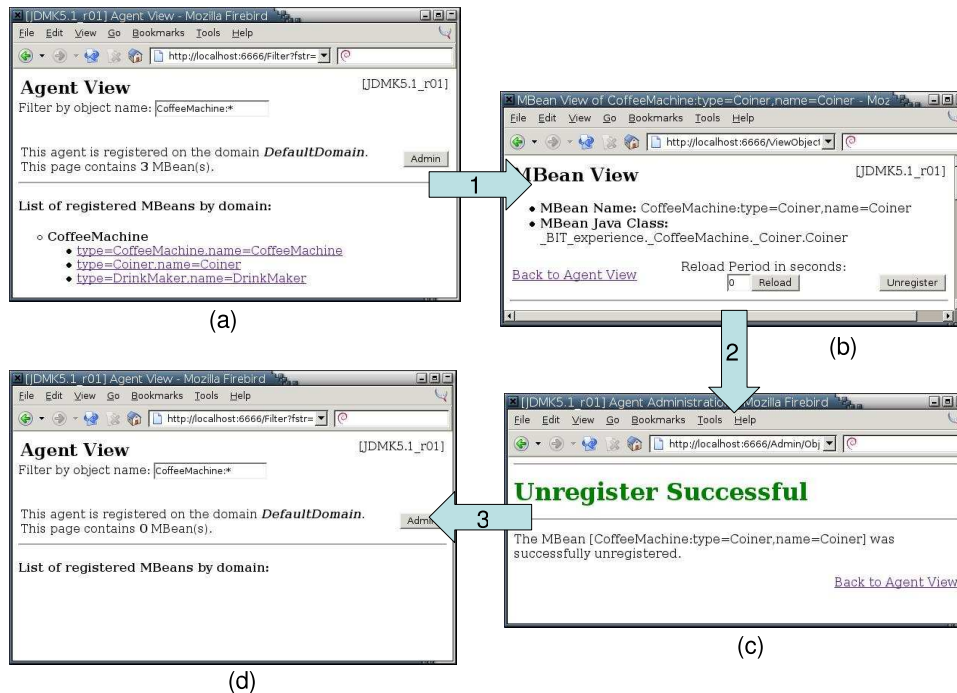 [JDMK5.1_r01] Agent View - Mozilla Firebird
File Edit View Go Bookmarks Tools Help
http://localhost:6666/Filter?fstr=
Agent View
[JDMK5.1_r01]
Filter by object name: CoffeeMachine:*
This agent is registered on the domain DefaultDomain.
This page contains 3 MBean(s).
Admin
List of registered MBeans by domain:
CoffeeMachine
type=CoffeeMachine,name=CoffeeMachine
type=Coiner,name=Coiner
type=DrinkMaker,name=DrinkMaker
(a)
1
MBean View of CoffeeMachine:type=Coiner,name=Coiner - Moz
File Edit View Go Bookmarks Tools Help
http://localhost:6666/ViewObject
MBean View
[JDMK5.1_r01]
MBean Name: CoffeeMachine:type=Coiner,name=Coiner
MBean Java Class:
_BIT_experience._CoffeeMachine._Coiner.Coiner
Back to Agent View
Reload Period in seconds:
0 Reload
Unregister
(b)
2
[JDMK5.1_r01] Agent Administration Mozilla Firebird
File Edit View Go Bookmarks Tools Help
http://localhost:6666/Admin/Obj
Unregister Successful
The MBean [CoffeeMachine:type=Coiner,name=Coiner] was
successfully unregistered.
Back to Agent View
(c)
3
[JDMK5.1_r01] Agent View - Mozilla Firebird
File Edit View Go Bookmarks Tools Help
http://localhost:6666/Filter?fstr=
Agent View
[JDMK5.1_r01]
Filter by object name: CoffeeMachine:*
This agent is registered on the domain DefaultDomain.
This page contains 0 MBean(s).
Admin
List of registered MBeans by domain:
(d)